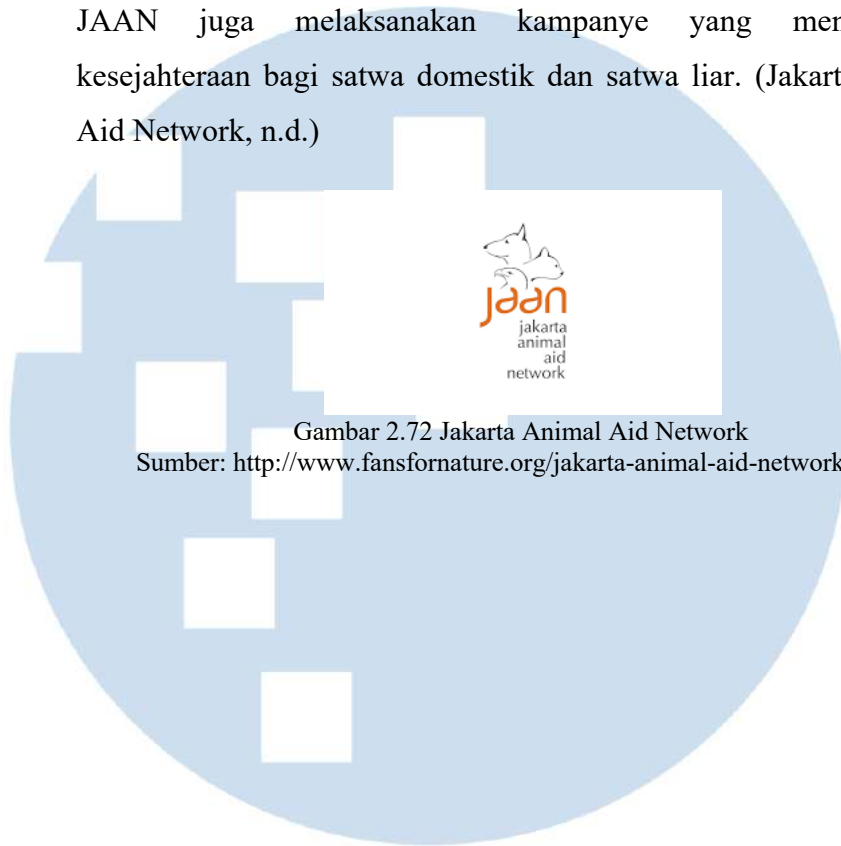 JAAN juga melaksanakan kampanye yang men
kesejahteraan bagi satwa domestik dan satwa liar. (Jakart
Aid Network, n.d.)
jaan
jakarta
animal
aid
network
Gambar 2.72 Jakarta Animal Aid Network
Sumber: http://www.fansfornature.org/jakarta-animal-aid-network